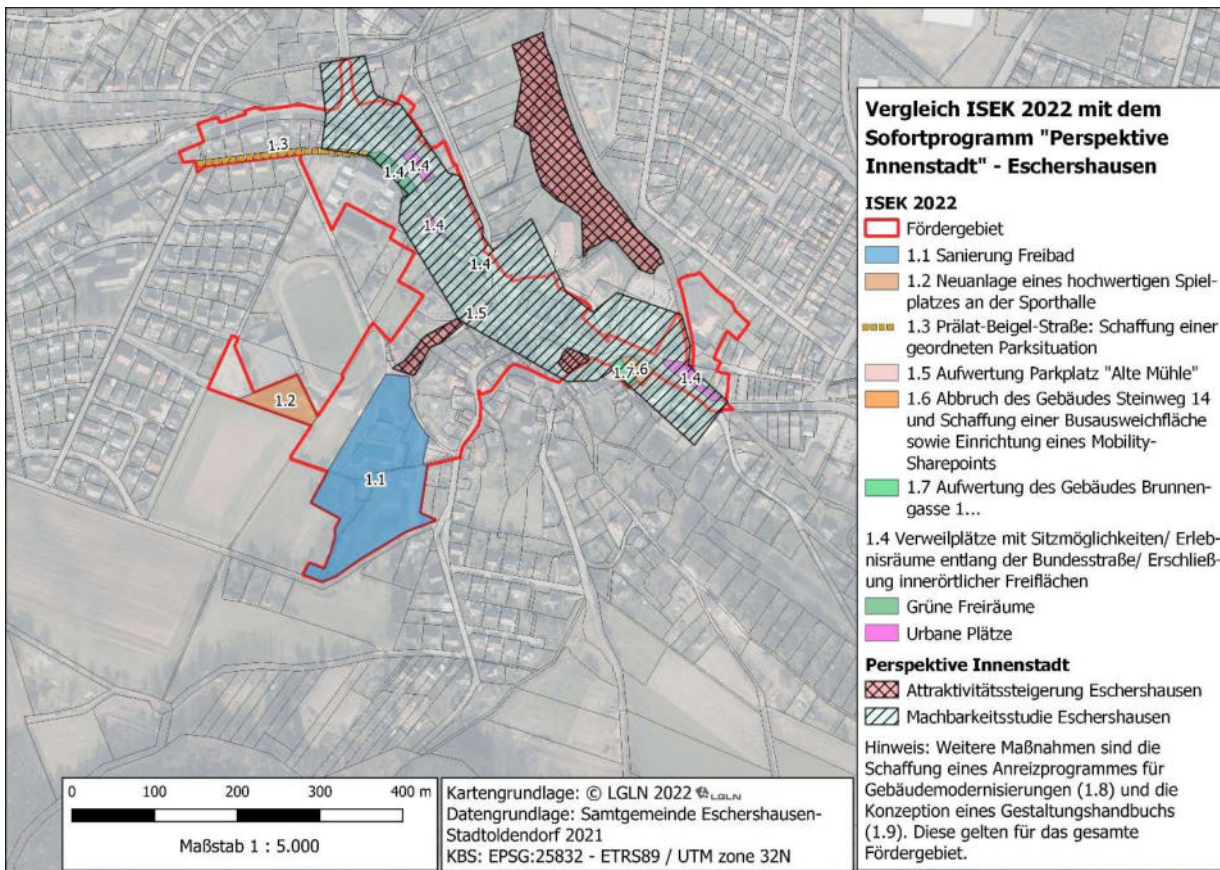 1.3
1.4
1.4
1.4
1.4
1.5
1.2
1.1
1.7
1.6
1.4
Vergleich ISEK 2022 mit dem
Sofortprogramm "Perspektive
Innenstadt" - Eschershausen
ISEK 2022
Fördergebiet
1.1 Sanierung Freibad
1.2 Neuanlage eines hochwertigen Spiel-
platzes an der Sporthalle
1.3 Prälat-Beigel-Straße: Schaffung einer
geordneten Parksituation
1.5 Aufwertung Parkplatz "Alte Mühle"
1.6 Abbruch des Gebäudes Steinweg 14
und Schaffung einer Busausweichfläche
sowie Einrichtung eines Mobility-
Sharepoints
1.7 Aufwertung des Gebäudes Brunnen-
gasse 1...
1.4 Verweilplätze mit Sitzmöglichkeiten/ Erleb-
nisräume entlang der Bundesstraße/ Erschließ-
ung innerörtlicher Freiflächen
Grüne Freiräume
Urbane Plätze
Perspektive Innenstadt
Attraktivitätssteigerung Eschershausen
Machbarkeitsstudie Eschershausen
Hinweis: Weitere Maßnahmen sind die
Schaffung eines Anreizprogrammes für
Gebäudemodernisierungen (1.8) und die
Konzeption eines Gestaltungshandbuchs
(1.9). Diese gelten für das gesamte
Fördergebiet.
0 100 200 300 400 m
Maßstab 1 : 5.000
Kartengrundlage: © LGLN 2022 LGLN
Datengrundlage: Samtgemeinde Eschershausen-
Stadtoldendorf 2021
KBS: EPSG:25832 - ETRS89 / UTM zone 32N